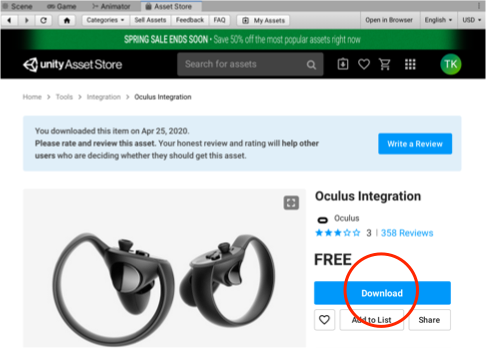 Scene Game Animator Asset Store
Categories Sell Assets Feedback FAQ My Assets Open in Browser English USD
SPRING SALE ENDS SOON • Save 50% off the most popular assets right now
unity Asset Store Search for assets TK
Home > Tools > Integration > Oculus Integration
You downloaded this item on Apr 25, 2020.
Please rate and review this asset. Your honest review and rating will help other
users who are deciding whether they should get this asset.
Write a Review
Oculus Integration
Oculus
3 | 358 Reviews
FREE
Download
Add to List Share